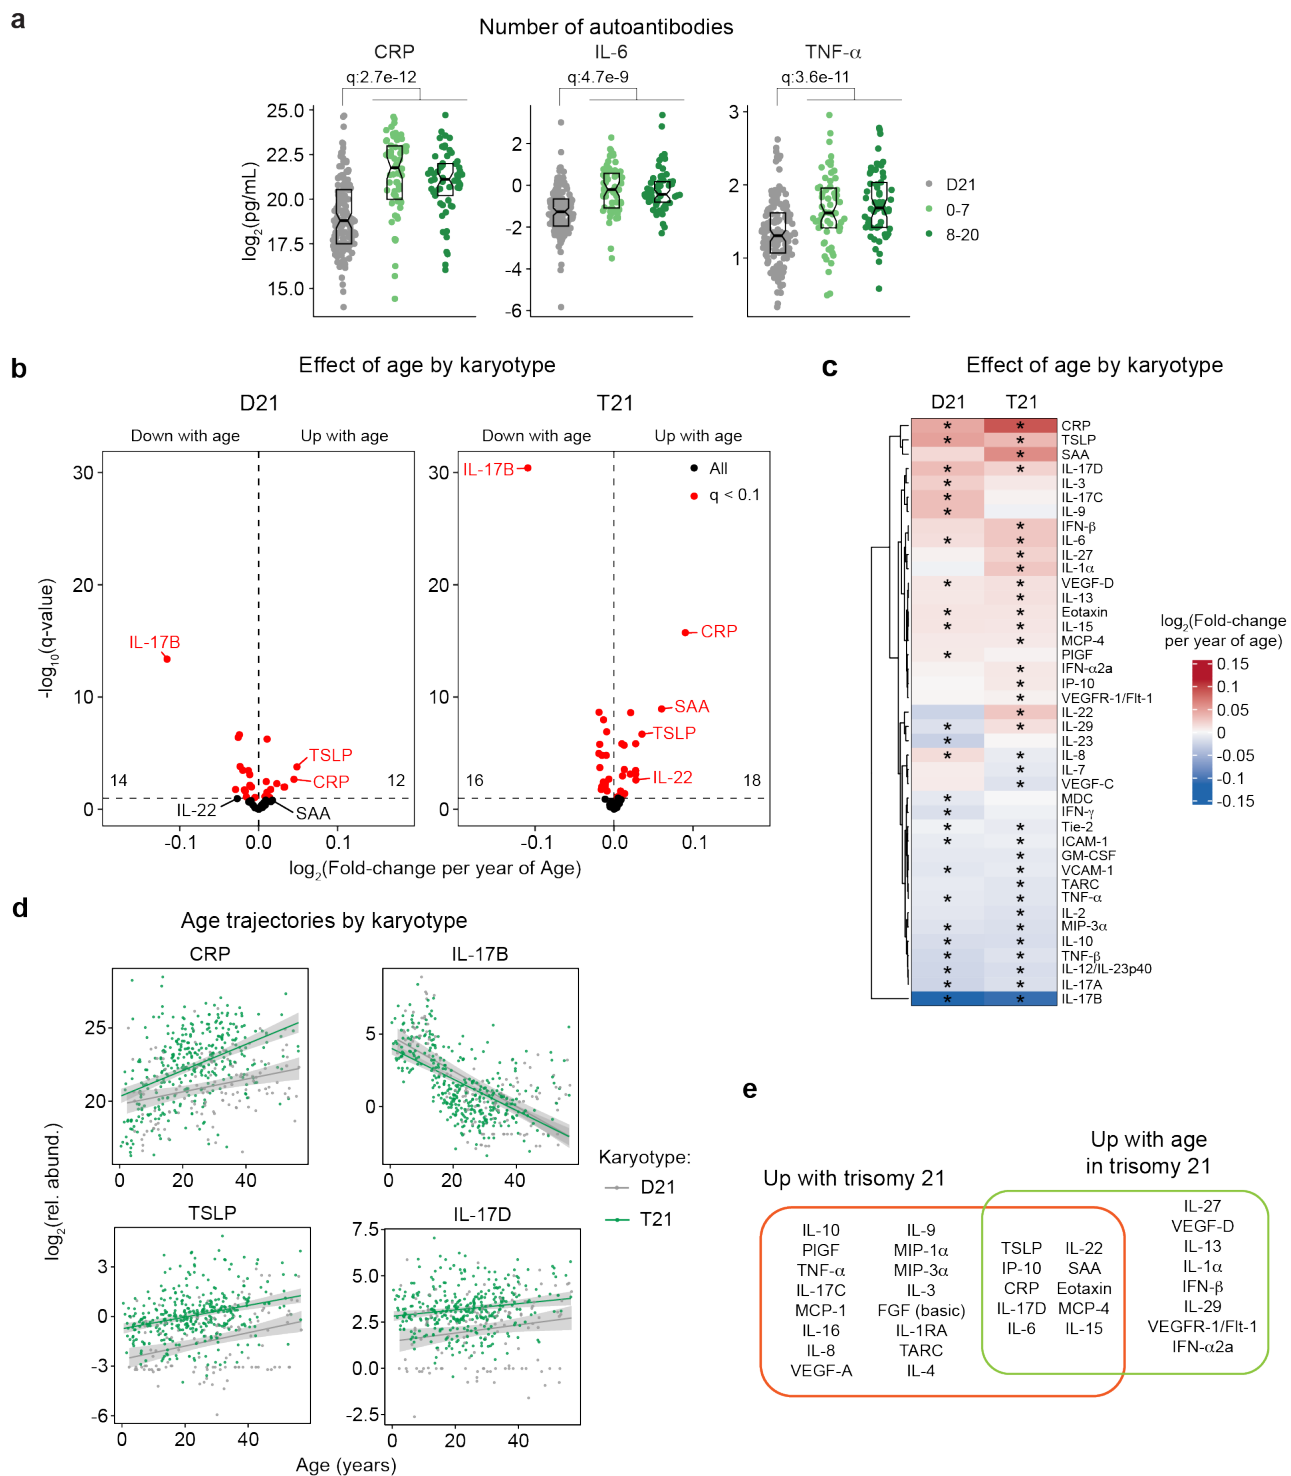 a
Number of autoantibodies
CRP
IL-6
TNF-α
q:2.7e-12
q:4.7e-9
q:3.6e-11
log2(pg/mL)
25.0
22.5
20.0
17.5
15.0
2
0
-2
-4
-6
3
2
1
D21
0-7
8-20
b
Effect of age by karyotype
D21
T21
Down with age
Up with age
Down with age
Up with age
-log10(q-value)
30
20
10
0
IL-17B
TSLP
CRP
14
12
IL-22
SAA
-0.1
0.0
0.1
30
20
10
0
IL-17B
All
q < 0.1
CRP
SAA
TSLP
IL-22
16
18
-0.1
0.0
0.1
log2(Fold-change per year of Age)
c
Effect of age by karyotype
D21
T21
* * CRP
* * TSLP
* SAA
* * IL-17D
* IL-3
* IL-17C
* IL-9
* IFN-β
* * IL-6
* IL-27
* IL-1α
* * VEGF-D
* IL-13
* * Eotaxin
* * IL-15
* MCP-4
* PlGF
* IFN-α2a
* IP-10
* VEGFR-1/Flt-1
* IL-22
* * IL-29
* IL-23
* * IL-8
* IL-7
* VEGF-C
* MDC
* IFN-γ
* * Tie-2
* * ICAM-1
* GM-CSF
* * VCAM-1
* TARC
* * TNF-α
* IL-2
* * MIP-3α
* * IL-10
* * TNF-β
* * IL-12/IL-23p40
* * IL-17A
* * IL-17B
log2(Fold-change
per year of age)
0.15
0.1
0.05
0
-0.05
-0.1
-0.15
d
Age trajectories by karyotype
CRP
IL-17B
25
20
0
20
40
5
0
0
20
40
TSLP
IL-17D
3
0
-3
-6
0
20
40
7.5
5.0
2.5
0.0
-2.5
0
20
40
log2(rel. abund.)
Age (years)
Karyotype:
D21
T21
e
Up with trisomy 21
Up with age
in trisomy 21
IL-10
PlGF
TNF-α
IL-17C
MCP-1
IL-16
IL-8
VEGF-A
IL-9
MIP-1α
MIP-3α
IL-3
FGF (basic)
IL-1RA
TARC
IL-4
TSLP
IP-10
CRP
IL-17D
IL-6
IL-22
SAA
Eotaxin
MCP-4
IL-15
IL-27
VEGF-D
IL-13
IL-1α
IFN-β
IL-29
VEGFR-1/Flt-1
IFN-α2a